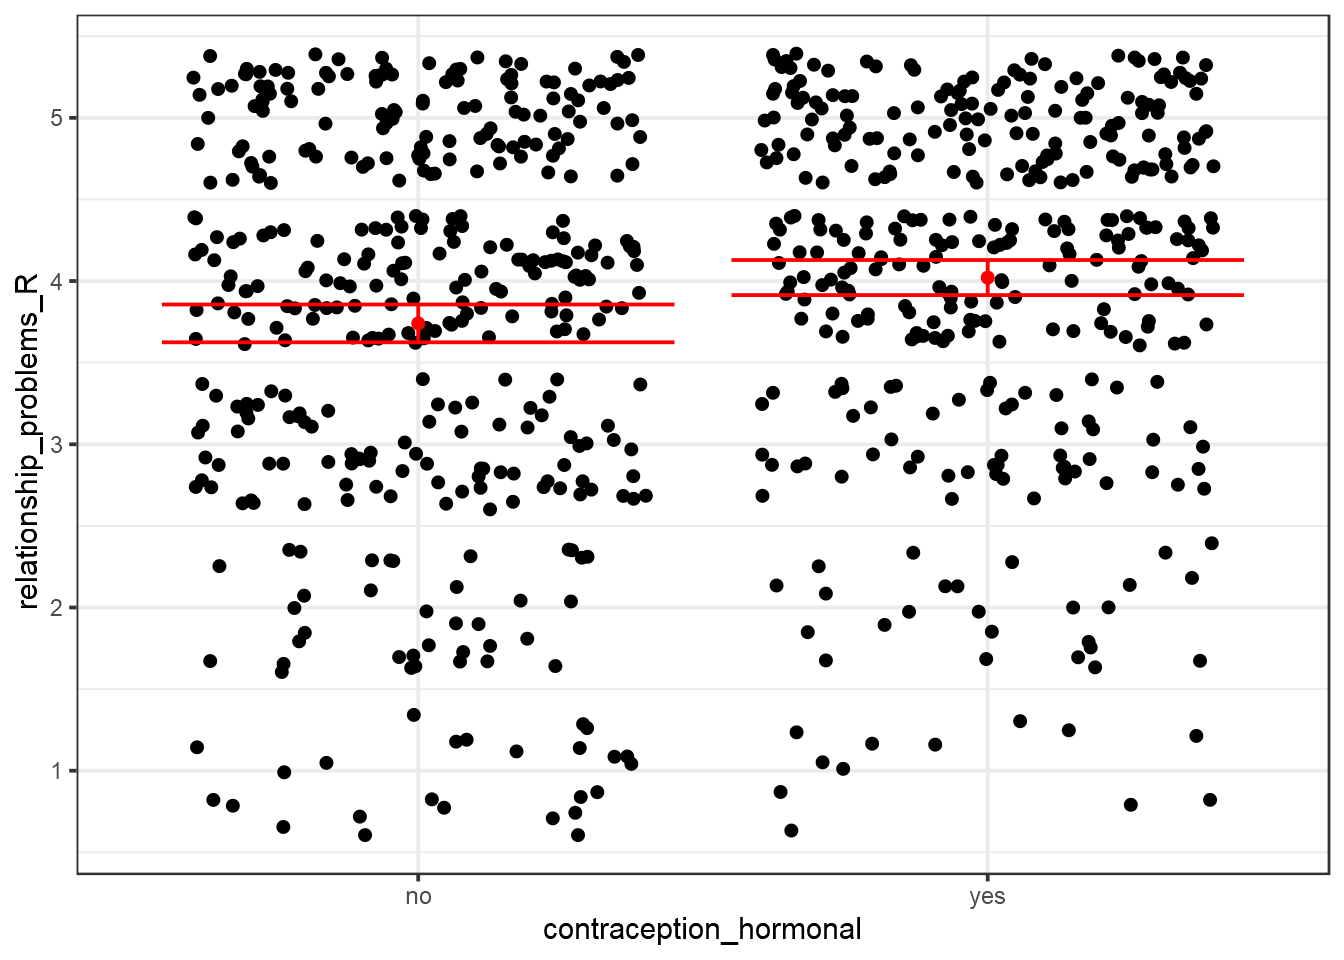 relationship_problems_R
5
4
3
2
1
no yes
contraception_hormonal